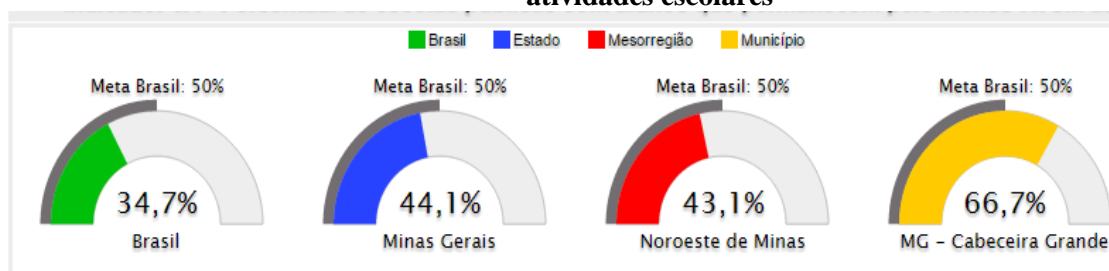 atividades escolares
Brasil Estado Mesorregião Município
Meta Brasil: 50% Meta Brasil: 50% Meta Brasil: 50% Meta Brasil: 50%
34,7% 44,1% 43,1% 66,7%
Brasil Minas Gerais Noroeste de Minas MG - Cabeceira Grande